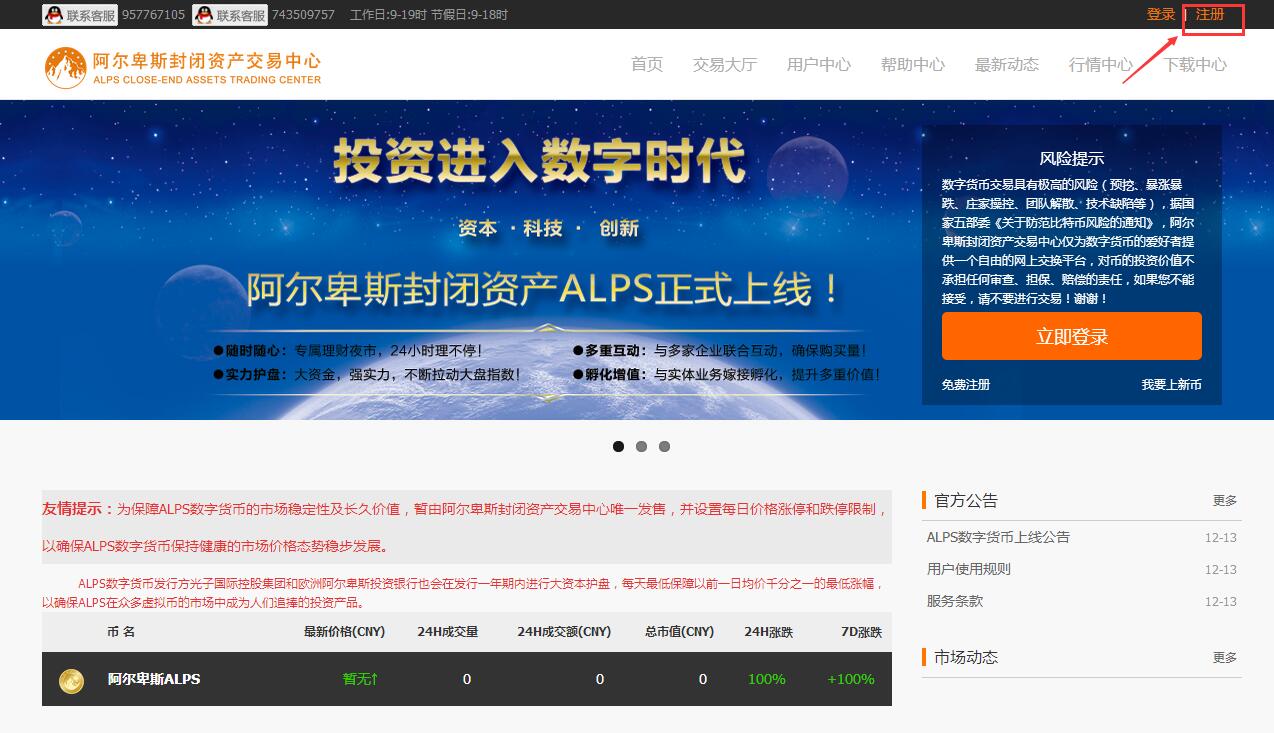 联系客服 957767105 联系客服 743509757 工作日:9-19时 节假日:9-18时 登录 | 注册
阿尔卑斯封闭资产交易中心
ALPS CLOSE-END ASSETS TRADING CENTER
首页 交易大厅 用户中心 帮助中心 最新动态 行情中心 下载中心
投资进入数字时代
资本 · 科技 · 创新
阿尔卑斯封闭资产ALPS正式上线！
●随时随心：专属理财夜市，24小时理不停！ ●多重互动：与多家企业联合互动，确保购买量！
●实力护盘：大资金，强实力，不断拉动大盘指数！ ●孵化增值：与实体业务嫁接孵化，提升多重价值！
风险提示
数字货币交易具有极高的风险（预挖、暴涨暴
跌、庄家操控、团队解散、技术缺陷等），据国
家五部委《关于防范比特币风险的通知》，阿尔
卑斯封闭资产交易中心仅为数字货币的爱好者提
供一个自由的网上交换平台，对币的投资价值不
承担任何审查、担保、赔偿的责任，如果您不能
接受，请不要进行交易！谢谢！
立即登录
免费注册 我要上新币
友情提示：为保障ALPS数字货币的市场稳定性及长久价值，暂由阿尔卑斯封闭资产交易中心唯一发售，并设置每日价格涨停和跌停限制，
以确保ALPS数字货币保持健康的市场价格态势稳步发展。
ALPS数字货币发行方光子国际控股集团和欧洲阿尔卑斯投资银行也会在发行一年期内进行大资本护盘，每天最低保障以前一日均价千分之一的最低涨幅，
以确保ALPS在众多虚拟币的市场中成为人们追捧的投资产品。
币 名 最新价格(CNY) 24H成交量 24H成交额(CNY) 总市值(CNY) 24H涨跌 7D涨跌
阿尔卑斯ALPS 暂无↑ 0 0 0 100% +100%
官方公告 更多
ALPS数字货币上线公告 12-13
用户使用规则 12-13
服务条款 12-13
市场动态 更多